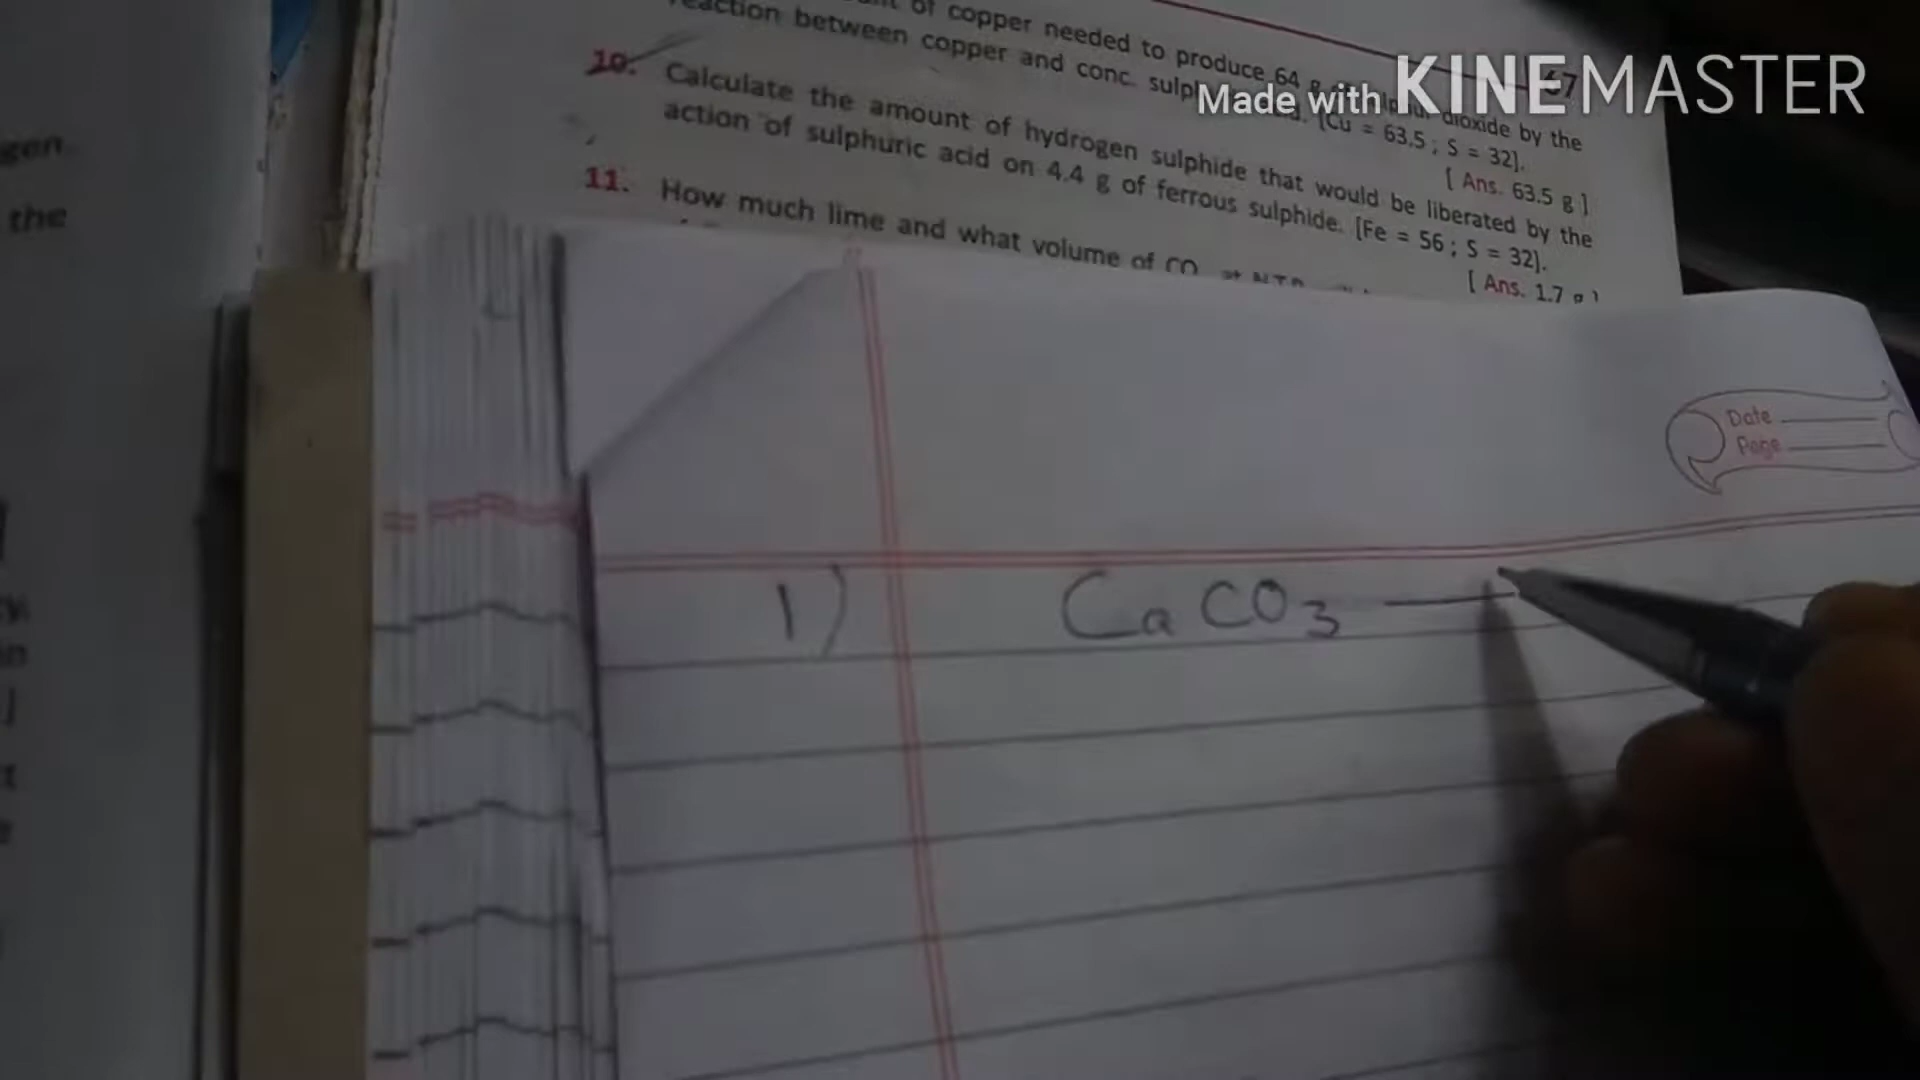 of copper needed to produce 64 g
dioxide by the
reaction between copper and conc. [Cu = 63.5 ; S = 32].
[ Ans. 63.5 g ]
67
Made with KINEMASTER
10. Calculate the amount of hydrogen sulphide that would be liberated by the
action of sulphuric acid on 4.4 g of ferrous sulphide. [Fe = 56 ; S = 32].
[ Ans. 1.7 g ]
11. How much lime and what volume of CO
gen
the
Date
Page
1) CaCO3